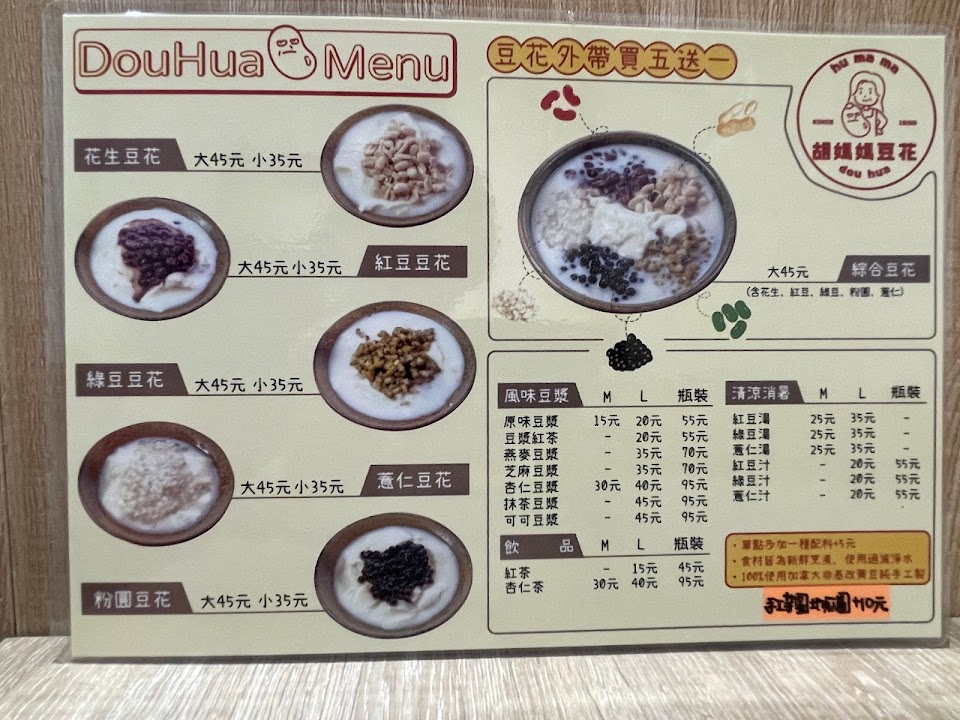 DouHua Menu
花生豆花 大45元 小35元
大45元 小35元 紅豆豆花
綠豆豆花 大45元 小35元
大45元 小35元 薏仁豆花
粉圓豆花 大45元 小35元
豆花外帶買五送一
hu ma ma
SINCE
胡媽媽豆花
dou hua
大45元 綜合豆花
(含花生、紅豆、綠豆、粉圓、薏仁)
風味豆漿 M L 瓶裝
原味豆漿 15元 20元 55元
豆漿紅茶 - 20元 55元
燕麥豆漿 - 35元 70元
芝麻豆漿 - 35元 70元
杏仁豆漿 30元 40元 95元
抹茶豆漿 - 45元 95元
可可豆漿 - 45元 95元
飲品 M L 瓶裝
紅茶 - 15元 45元
杏仁茶 30元 40元 95元
清涼消暑 M L 瓶裝
紅豆湯 25元 35元 -
綠豆湯 25元 35元 -
薏仁湯 25元 35元 -
紅豆汁 - 20元 55元
綠豆汁 - 20元 55元
薏仁汁 - 20元 55元
・單點多加一種配料+5元
・食材皆為新鮮烹煮，使用過濾淨水
・100%使用加拿大非基改黃豆純手工製
+10元